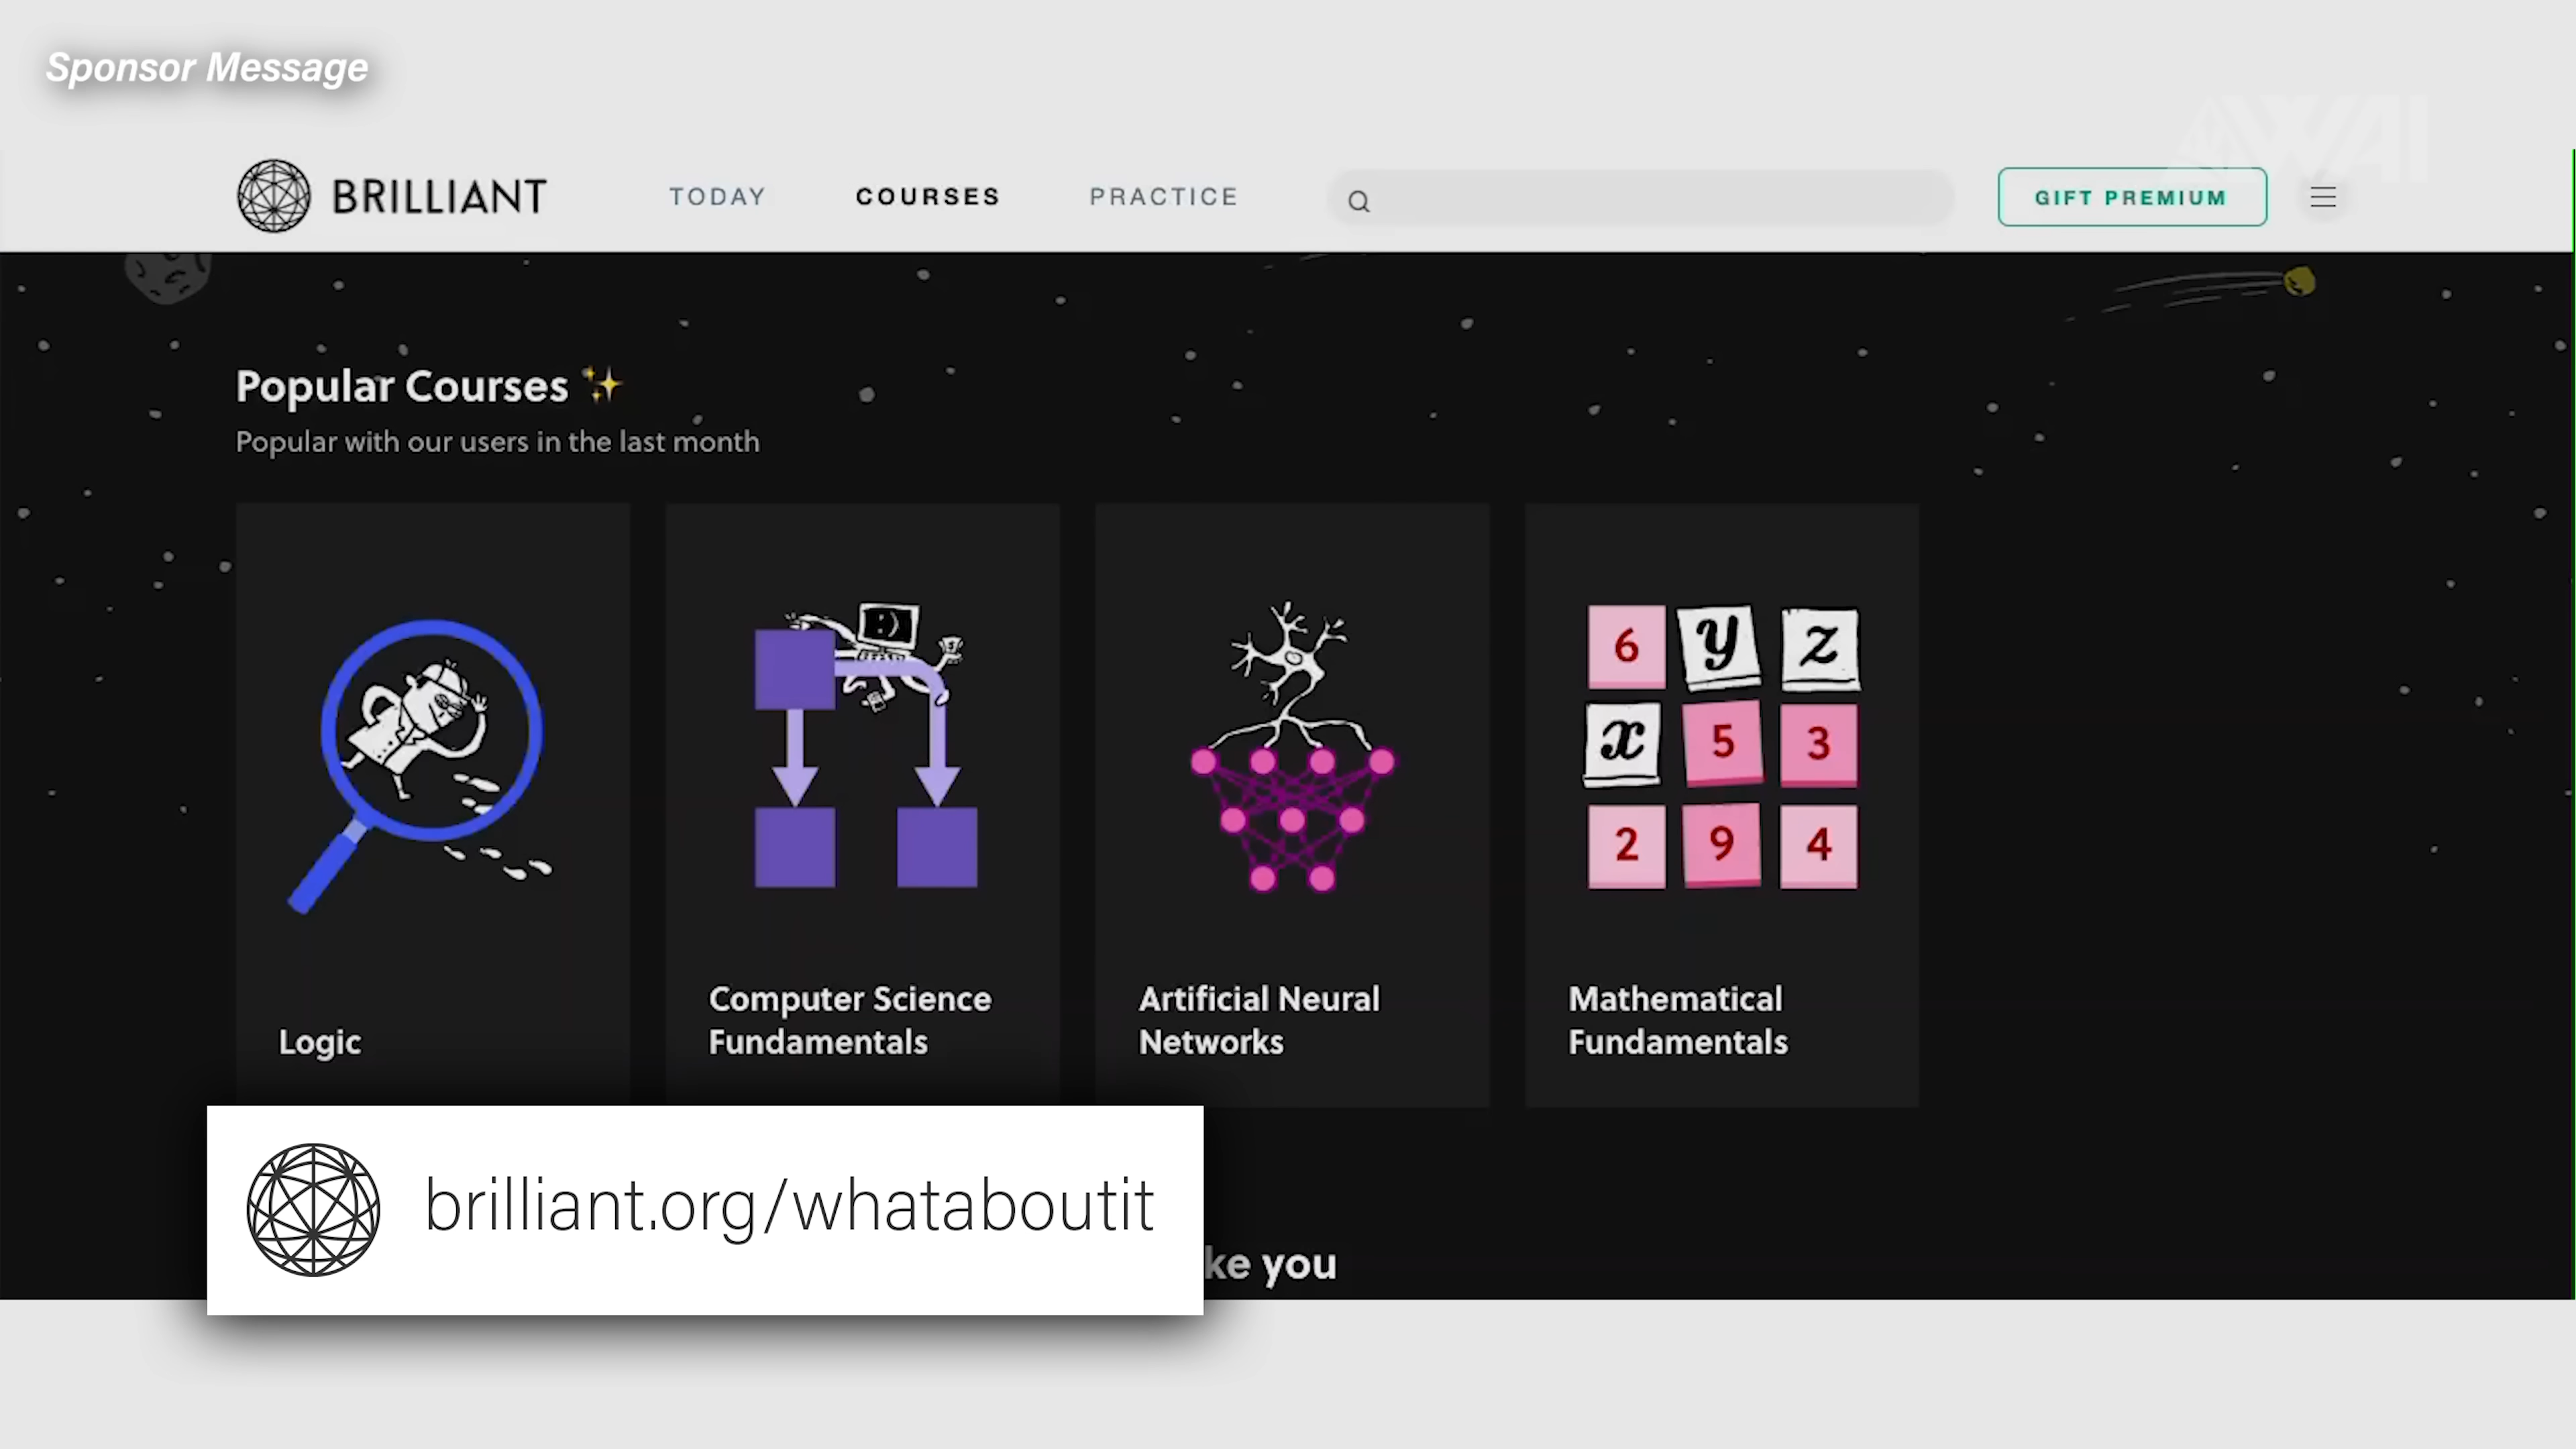 Sponsor Message
WAI
BRILLIANT
TODAY
COURSES
PRACTICE
GIFT PREMIUM
Popular Courses
Popular with our users in the last month
6 y z
x 5 3
2 9 4
Logic
Computer Science
Fundamentals
Artificial Neural
Networks
Mathematical
Fundamentals
brilliant.org/whataboutit
ke you